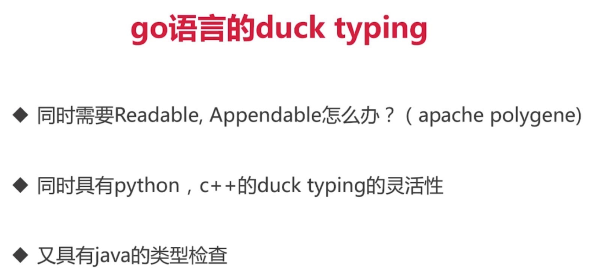 go语言的duck typing
◆ 同时需要Readable, Appendable怎么办？（apache polygene)
◆ 同时具有python，c++的duck typing的灵活性
◆ 又具有java的类型检查